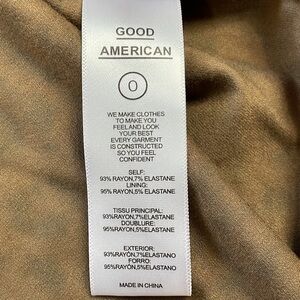 GOOD
AMERICAN
0
WE MAKE CLOTHES
TO MAKE YOU
FEELAND LOOK
YOUR BEST
EVERY GARMENT
IS CONSTRUCTED
SO YOU FEEL
CONFIDENT
SELF:
93% RAYON,7% ELASTANE
LINING:
95% RAYON,5% ELASTANE
TISSU PRINCIPAL:
93%RAYON,7%ELASTANE
DOUBLURE:
95%RAYON,5%ELASTANE
EXTERIOR:
93%RAYON,7%ELASTANO
FORRO:
95%RAYON,5%ELASTANO
MADE IN CHINA